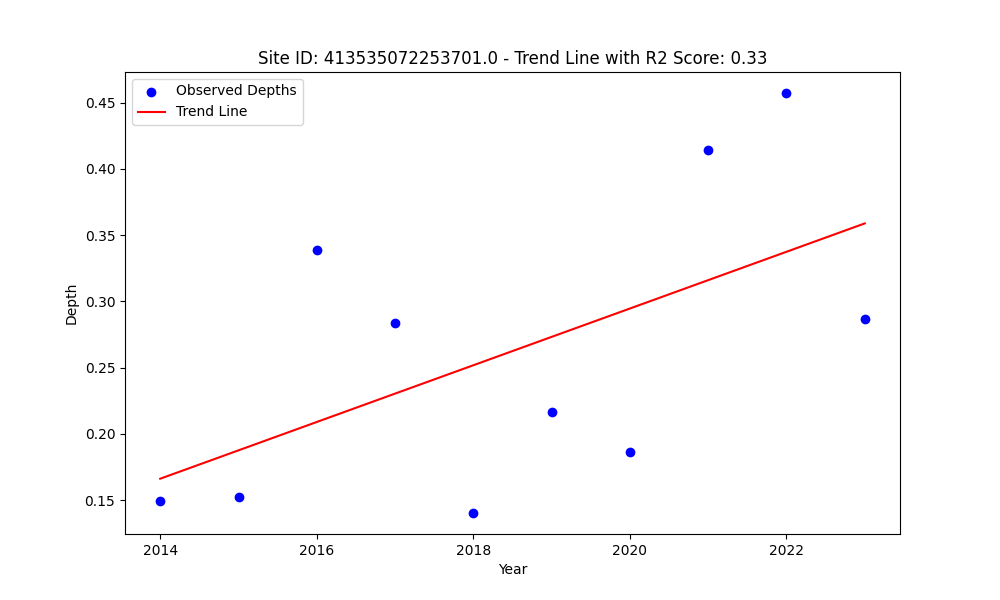 Site ID: 413535072253701.0 - Trend Line with R2 Score: 0.33
Observed Depths
Trend Line
0.45
0.40
0.35
0.30
0.25
0.20
0.15
Depth
2014
2016
2018
2020
2022
Year